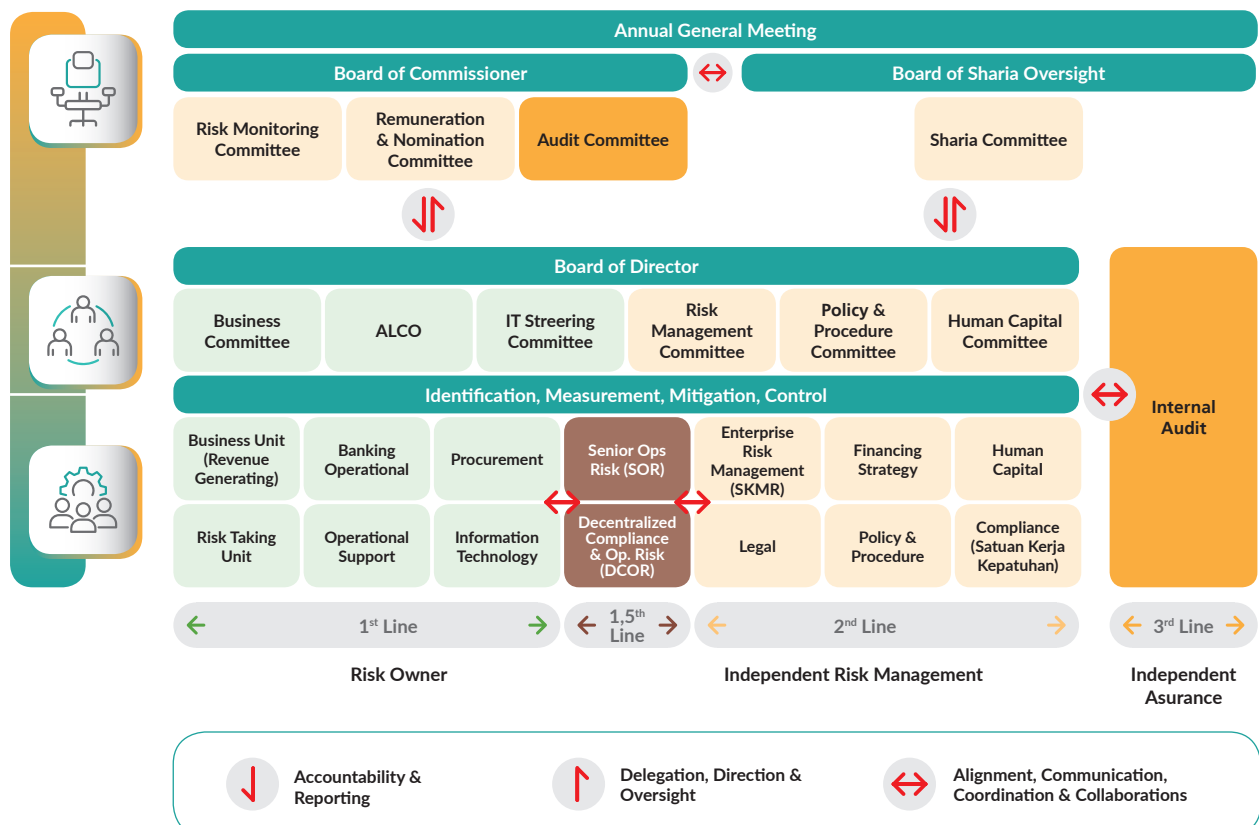 Annual General Meeting
Board of Commissioner
Board of Sharia Oversight
Risk Monitoring
Committee
Remuneration
& Nomination
Committee
Audit Committee
Sharia Committee
Board of Director
Business
Committee
ALCO
IT Streering
Committee
Risk
Management
Committee
Policy &
Procedure
Committee
Human Capital
Committee
Identification, Measurement, Mitigation, Control
Internal
Audit
Business Unit
(Revenue
Generating)
Banking
Operational
Procurement
Senior Ops
Risk (SOR)
Enterprise
Risk
Management
(SKMR)
Financing
Strategy
Human
Capital
Risk Taking
Unit
Operational
Support
Information
Technology
Decentralized
Compliance
& Op. Risk
(DCOR)
Legal
Policy &
Procedure
Compliance
(Satuan Kerja
Kepatuhan)
1st Line
1,5th
Line
2nd Line
3rd Line
Risk Owner
Independent Risk Management
Independent
Asurance
Accountability &
Reporting
Delegation, Direction &
Oversight
Alignment, Communication,
Coordination & Collaborations